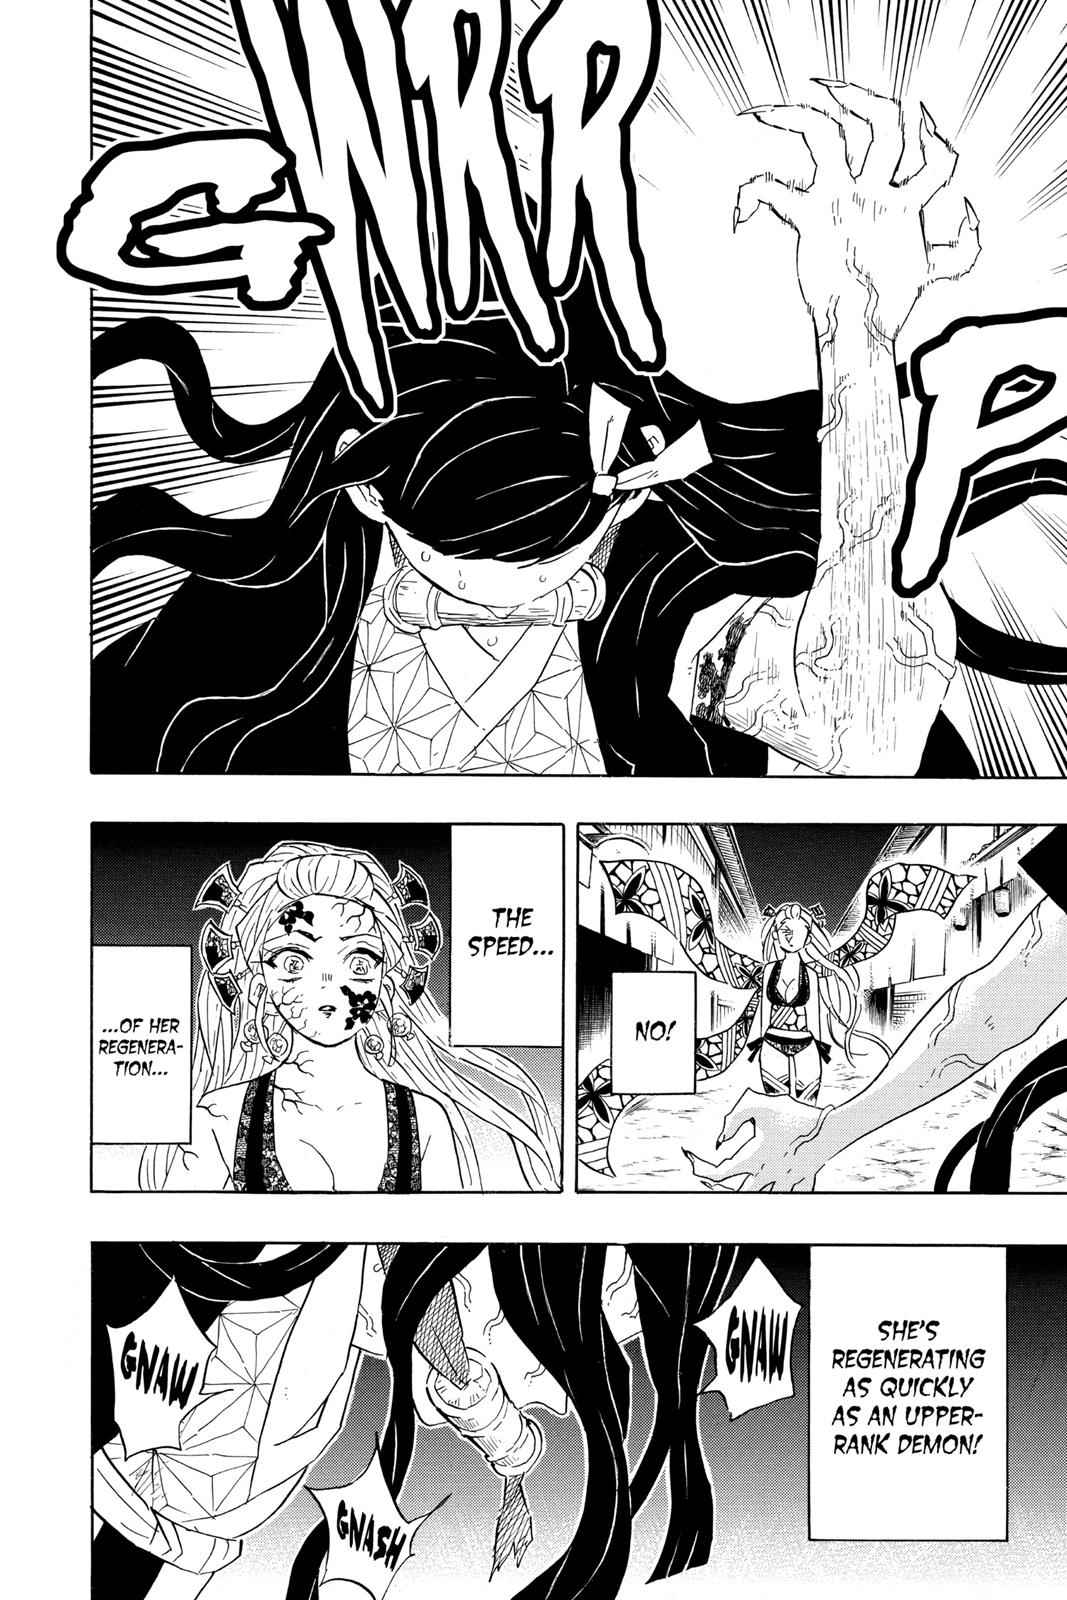 GWRR
P
NO!
THE
SPEED...
...OF HER
REGENERA-
TION...
SHE'S
REGENERATING
AS QUICKLY
AS AN UPPER-
RANK DEMON!
GNAW
GNAW
GNASH